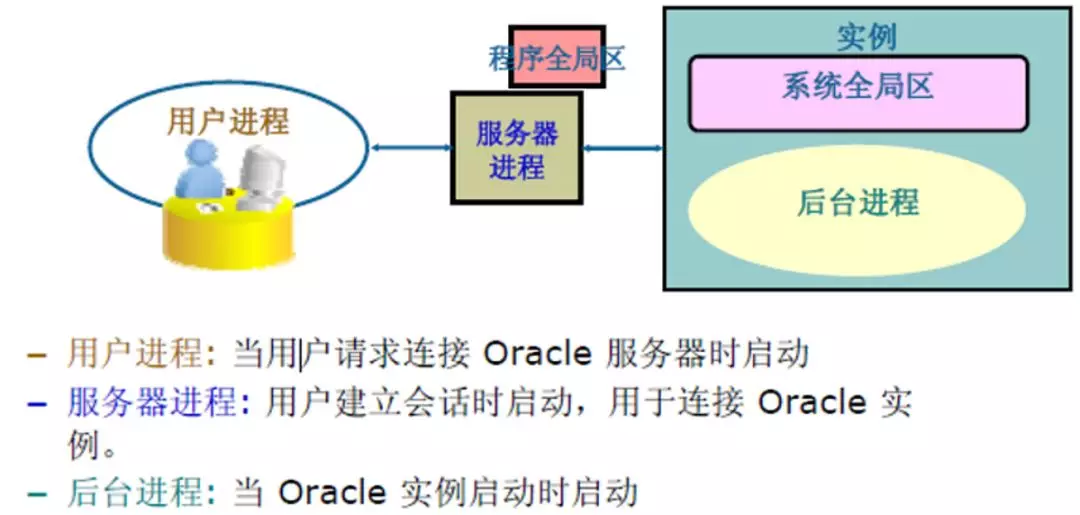 程序全局区
实例
系统全局区
用户进程
服务器
进程
后台进程
– 用户进程: 当用户请求连接 Oracle 服务器时启动
– 服务器进程: 用户建立会话时启动，用于连接 Oracle 实
例。
– 后台进程: 当 Oracle 实例启动时启动